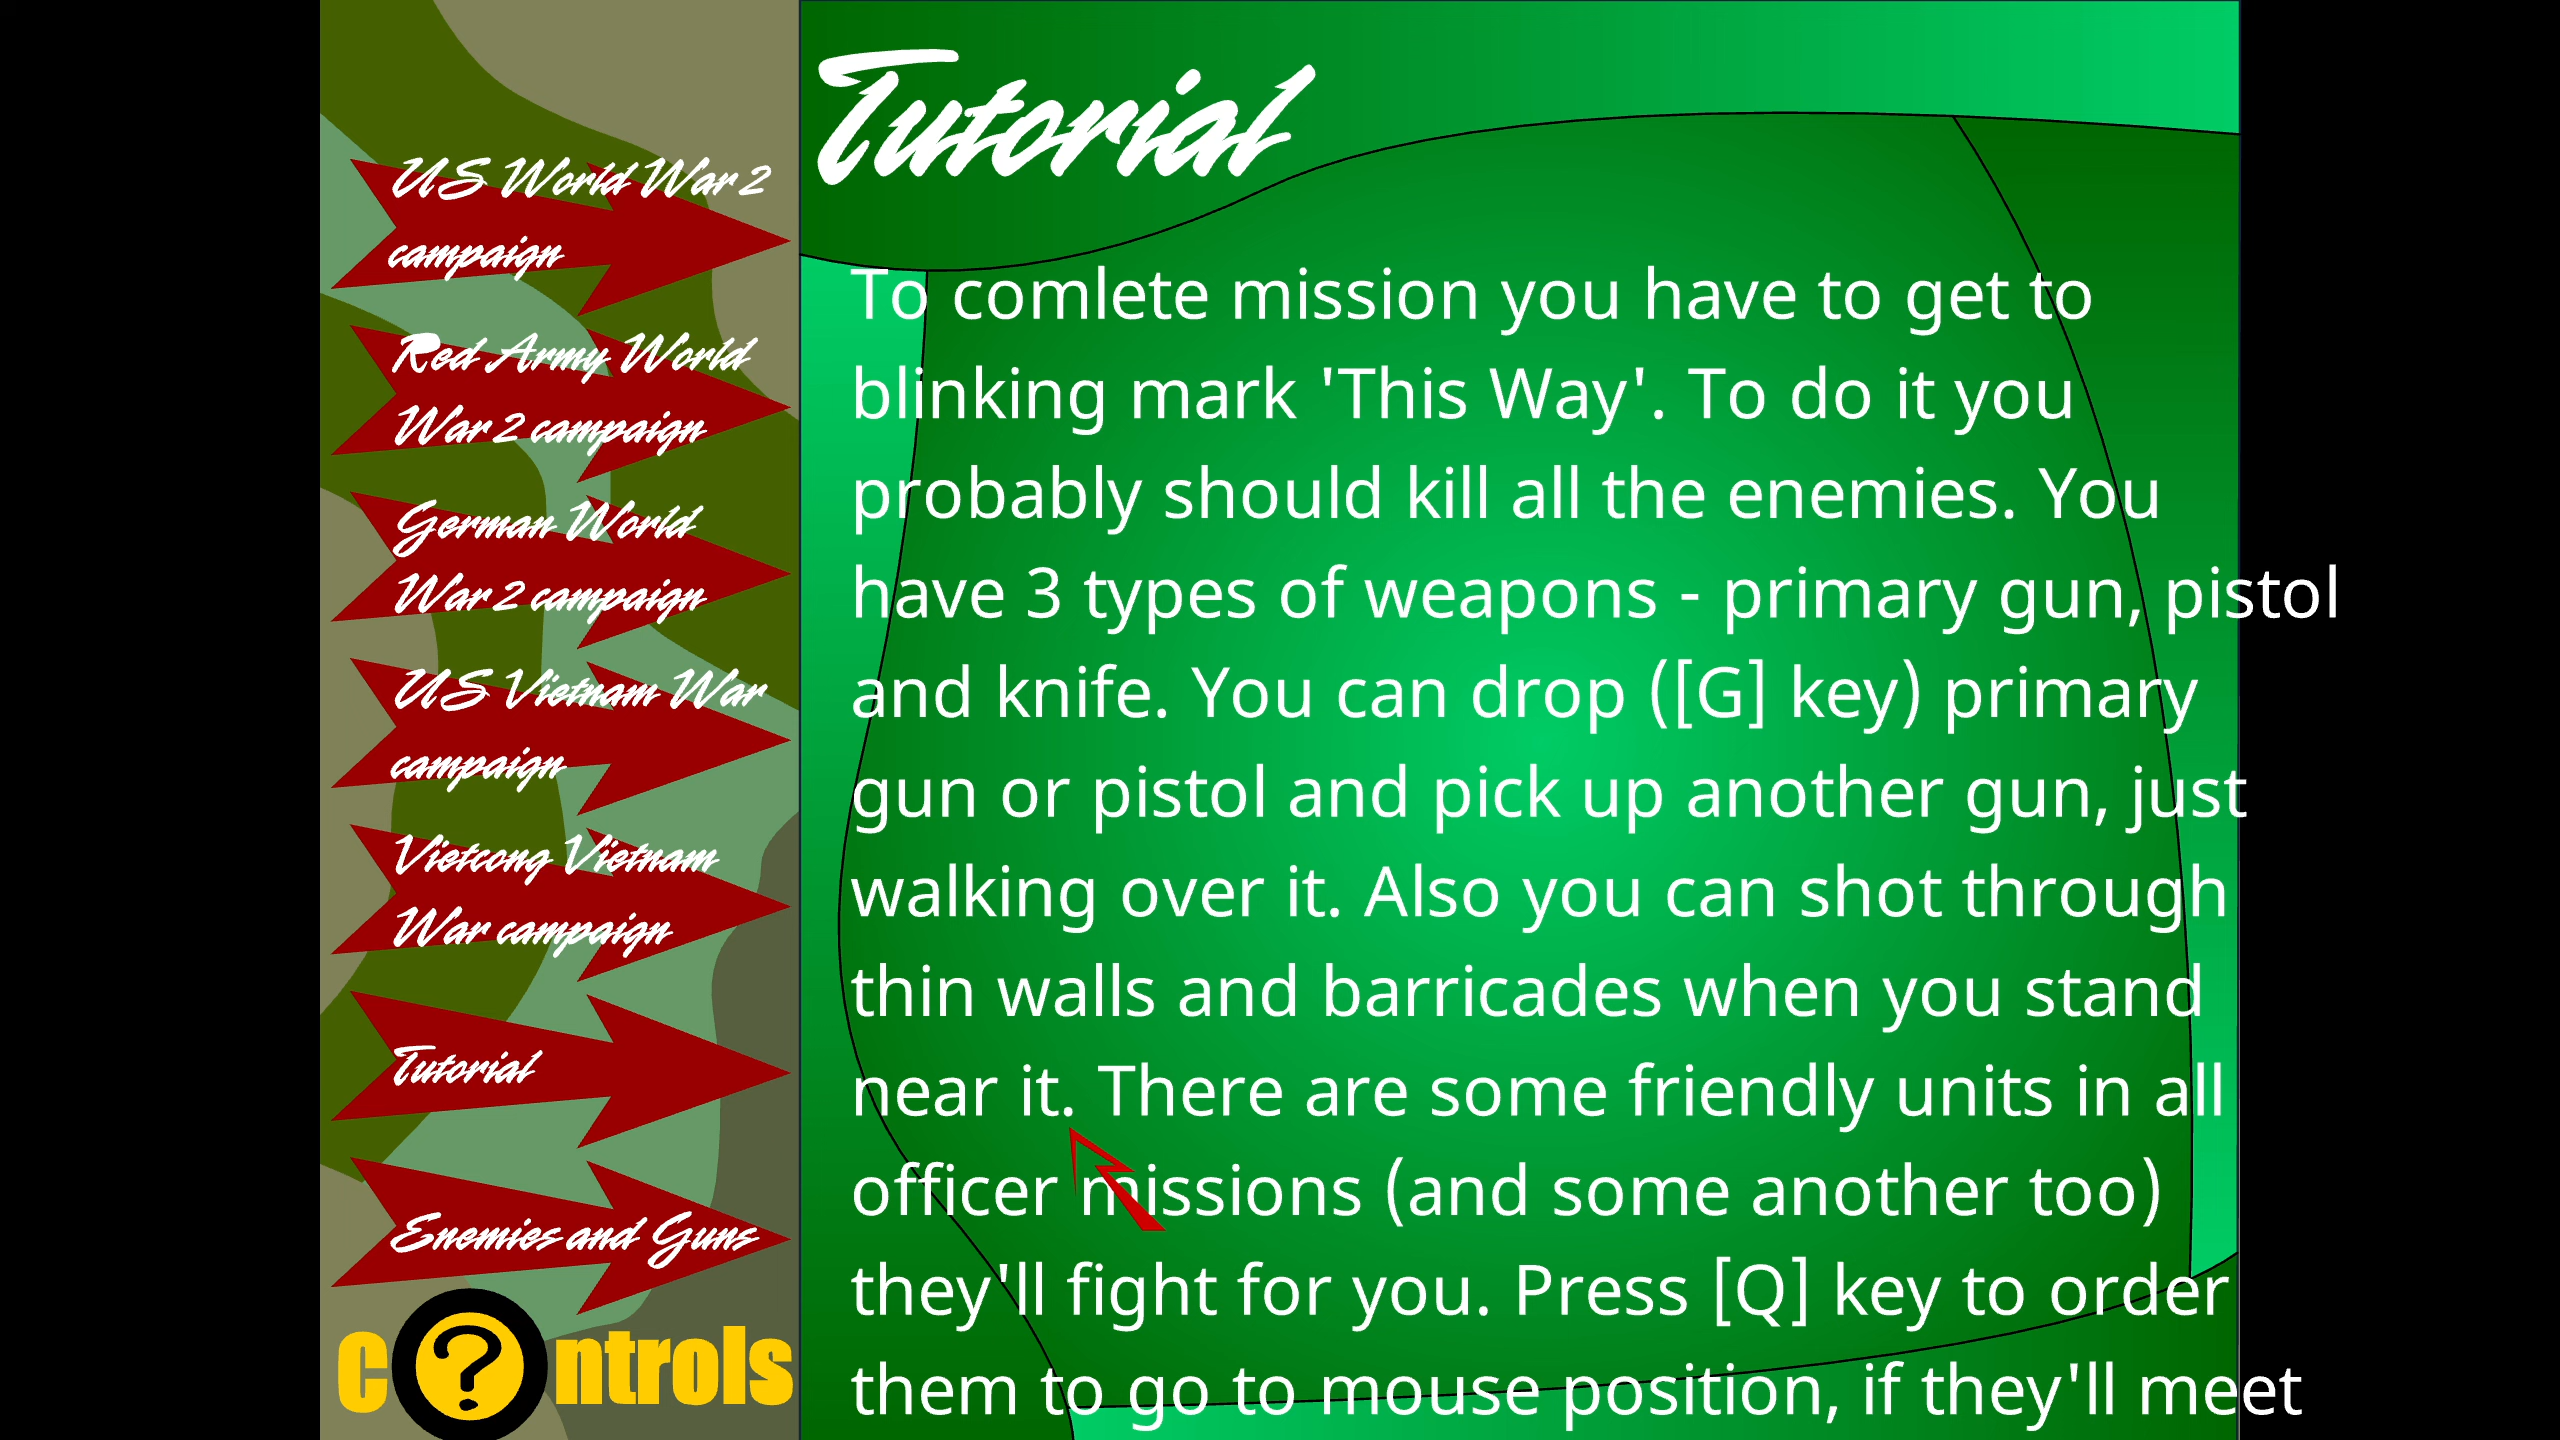 US World War 2
campaign
Red Army World
War 2 campaign
German World
War 2 campaign
US Vietnam War
campaign
Vietcong Vietnam
War campaign
Tutorial
Enemies and Guns
c?ntrols
Tutorial
To comlete mission you have to get to
blinking mark 'This Way'. To do it you
probably should kill all the enemies. You
have 3 types of weapons - primary gun, pistol
and knife. You can drop ([G] key) primary
gun or pistol and pick up another gun, just
walking over it. Also you can shot through
thin walls and barricades when you stand
near it. There are some friendly units in all
officer missions (and some another too)
they'll fight for you. Press [Q] key to order
them to go to mouse position, if they'll meet